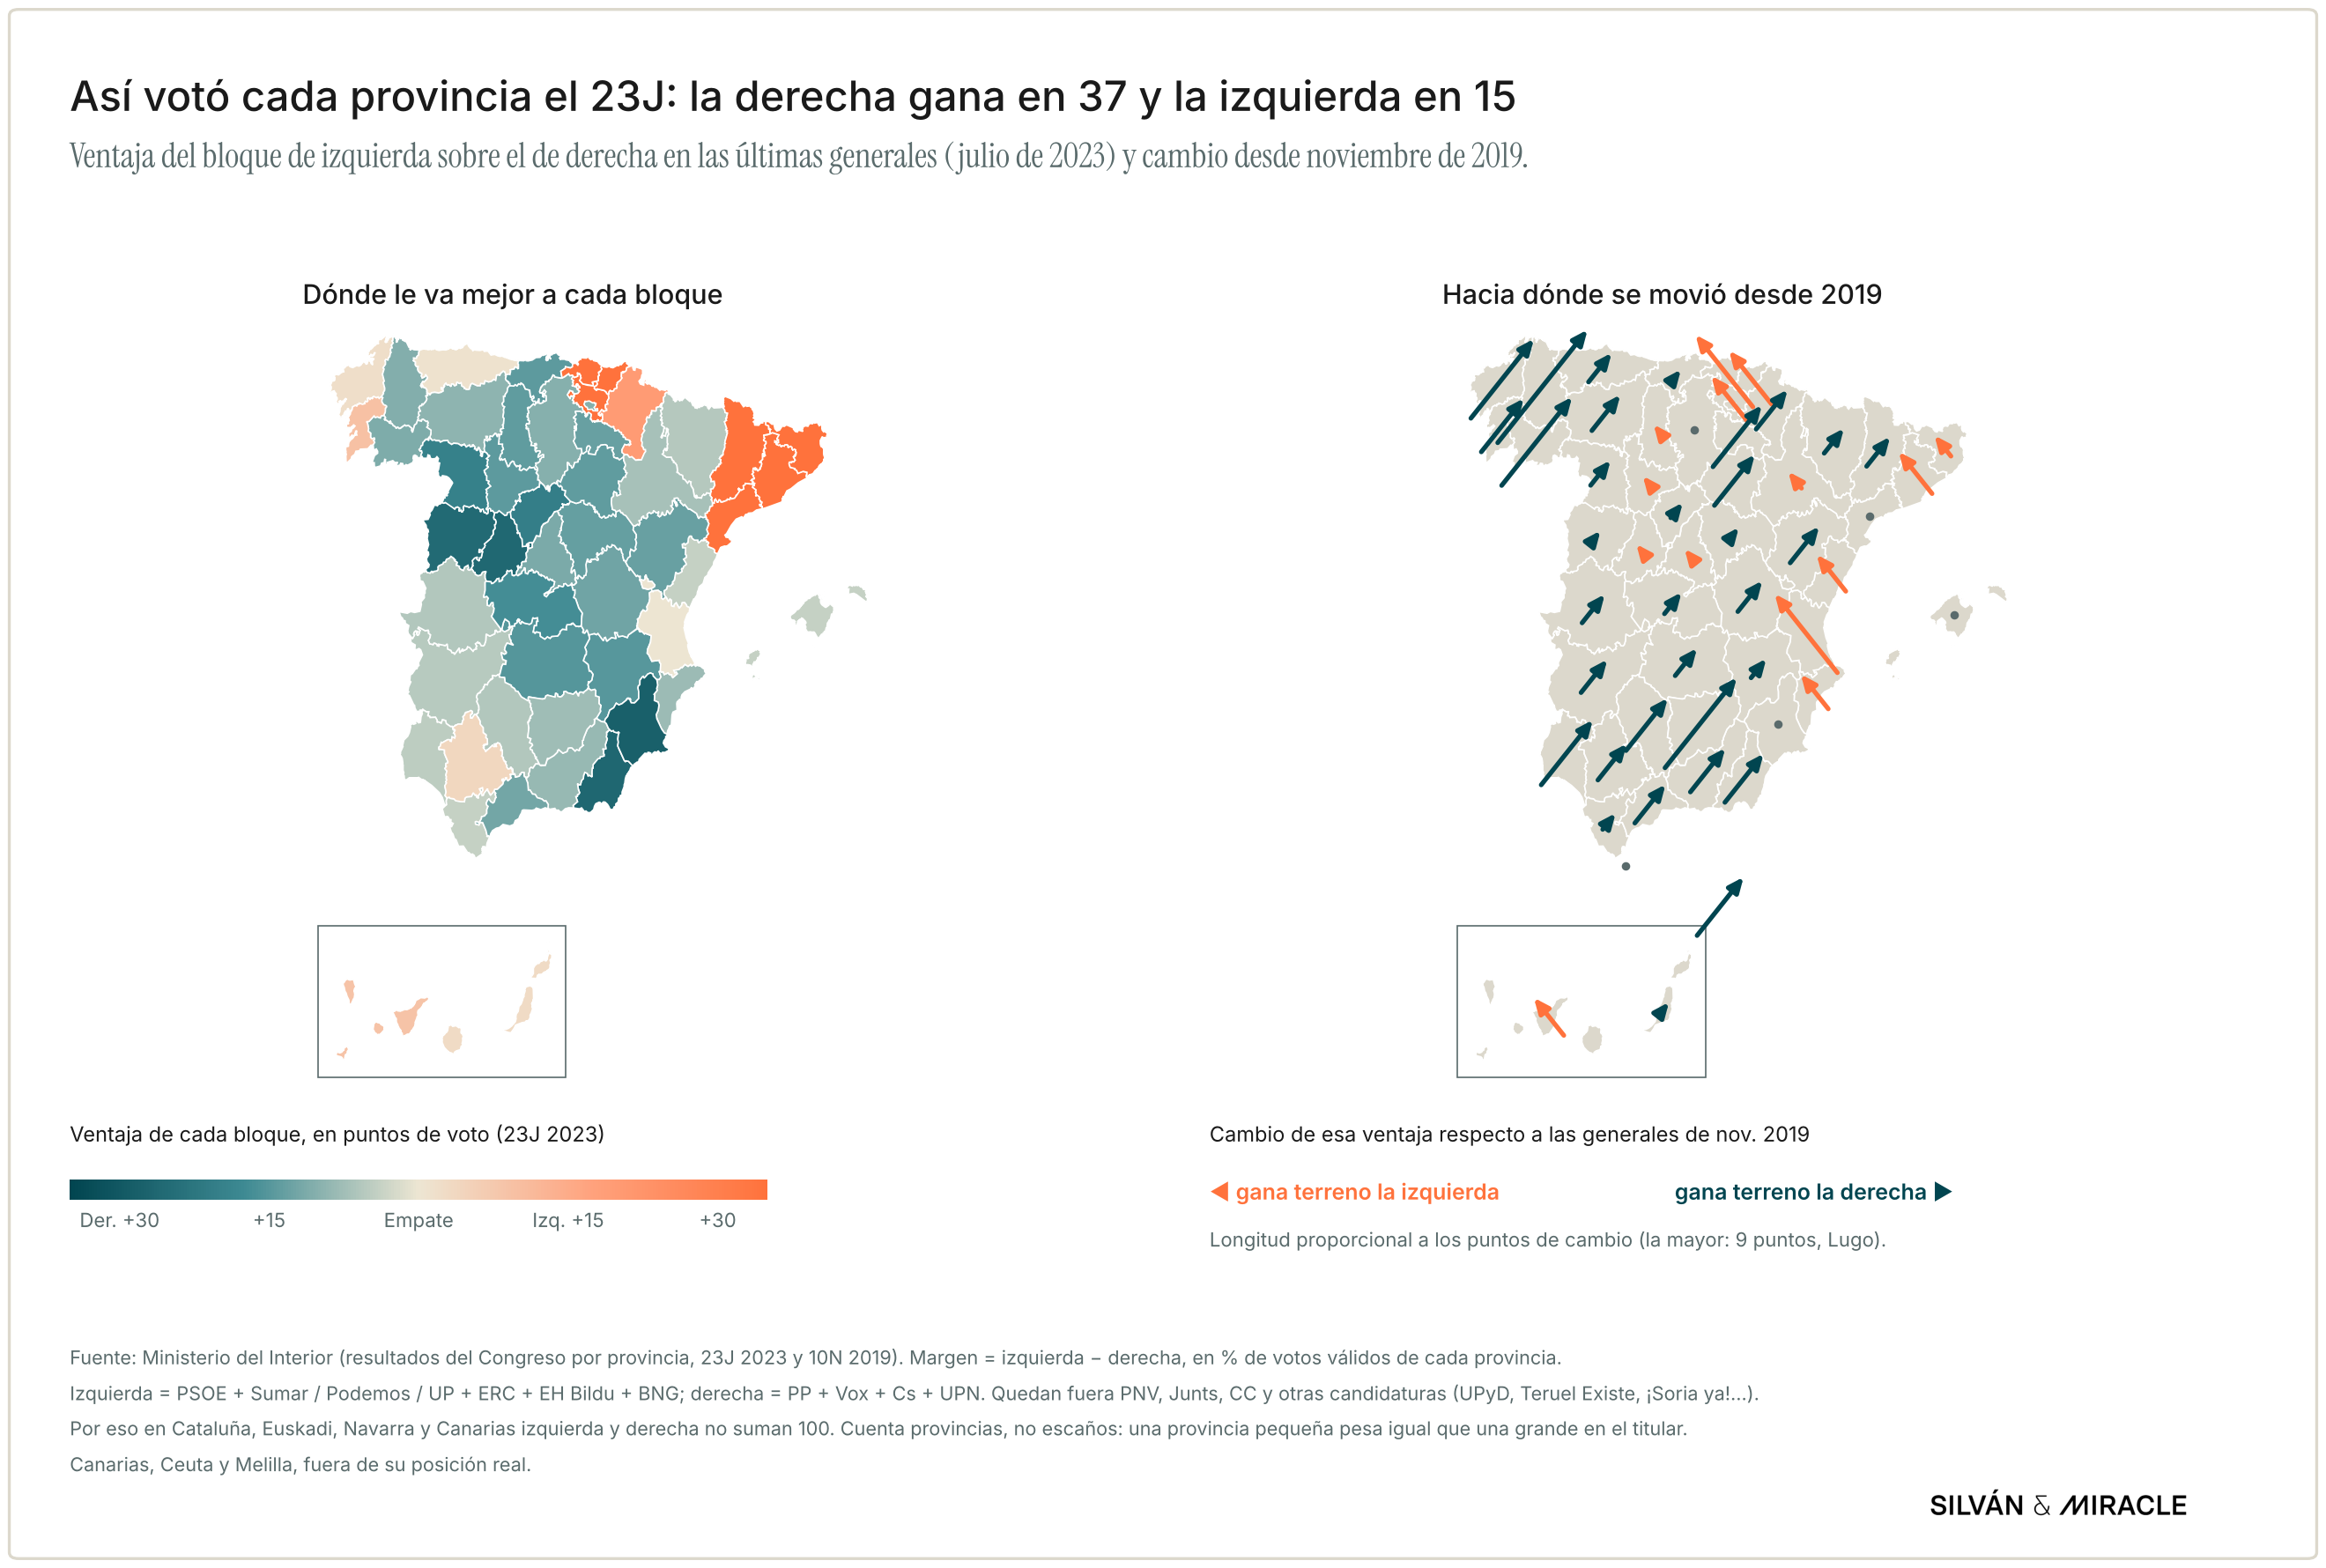 Así votó cada provincia el 23J: la derecha gana en 37 y la izquierda en 15
Ventaja del bloque de izquierda sobre el de derecha en las últimas generales (julio de 2023) y cambio desde noviembre de 2019.
Dónde le va mejor a cada bloque
Hacia dónde se movió desde 2019
Ventaja de cada bloque, en puntos de voto (23J 2023)
Der. +30 +15 Empate Izq. +15 +30
Cambio de esa ventaja respecto a las generales de nov. 2019
◀ gana terreno la izquierda gana terreno la derecha ▶
Longitud proporcional a los puntos de cambio (la mayor: 9 puntos, Lugo).
Fuente: Ministerio del Interior (resultados del Congreso por provincia, 23J 2023 y 10N 2019). Margen = izquierda − derecha, en % de votos válidos de cada provincia.
Izquierda = PSOE + Sumar / Podemos / UP + ERC + EH Bildu + BNG; derecha = PP + Vox + Cs + UPN. Quedan fuera PNV, Junts, CC y otras candidaturas (UPyD, Teruel Existe, ¡Soria ya!...).
Por eso en Cataluña, Euskadi, Navarra y Canarias izquierda y derecha no suman 100. Cuenta provincias, no escaños: una provincia pequeña pesa igual que una grande en el titular.
Canarias, Ceuta y Melilla, fuera de su posición real.
SILVÁN & MIRACLE